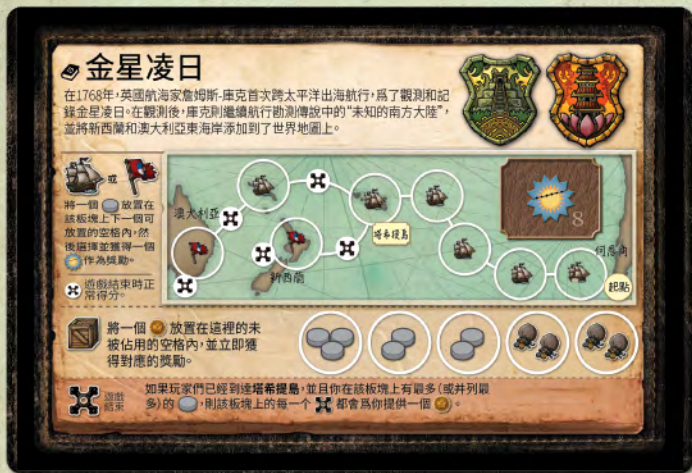 金星凌日
在1768年，英國航海家詹姆斯-庫克首次跨太平洋出海航行，爲了觀測和記
錄金星凌日。在觀測後，庫克則繼續航行勘測傳說中的“未知的南方大陸”，
並將新西蘭和澳大利亞東海岸添加到了世界地圖上。
或
將一個 放置在
該板塊上下一個可
放置的空格內，然
後選擇並獲得一個
作為獎勵。
遊戲結束時正
常得分。
澳大利亞
新西蘭
塔希提島
8
伺悉角
起點
將一個 放置在這裡的未
被佔用的空格內，並立即獲
得對應的獎勵。
遊戲
結束
如果玩家們已經到達塔希提島，並且你在該板塊上有最多（或并列最
多）的 ，則該板塊上的每一个 都會爲你提供一個 。